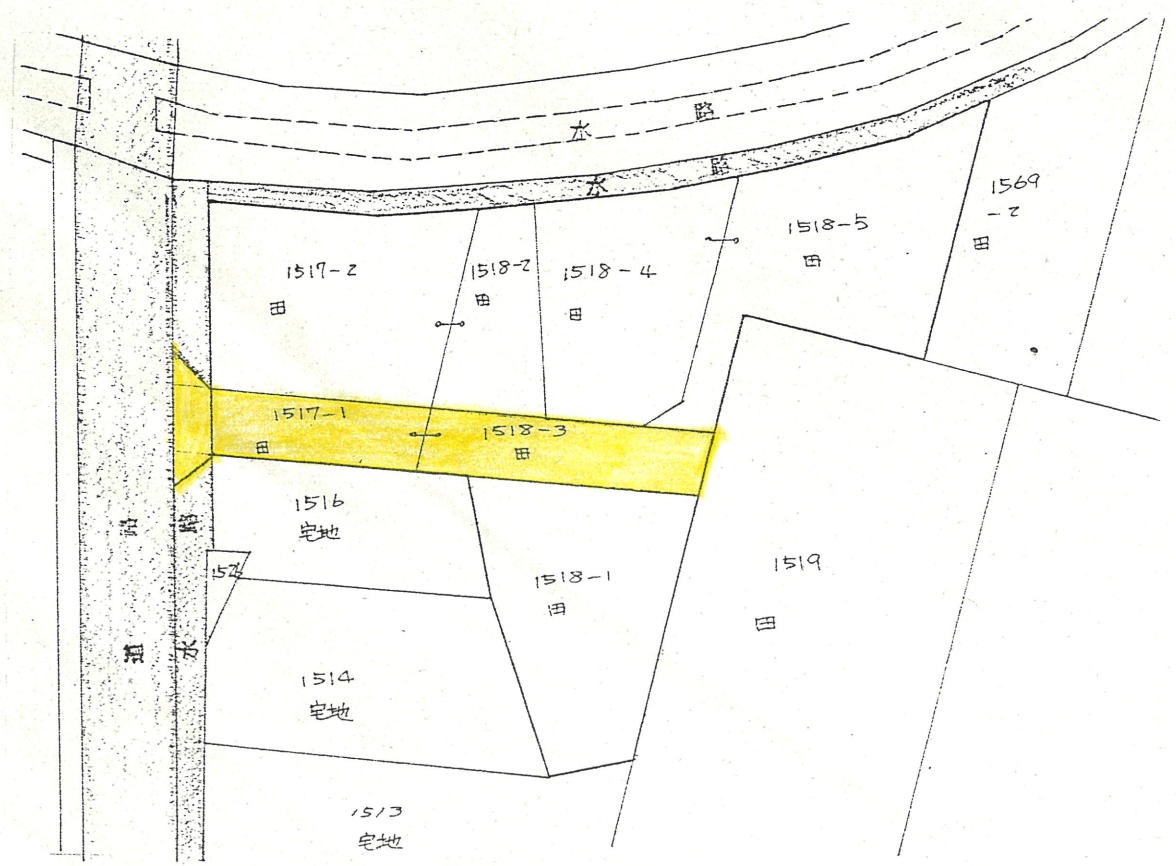 水 路
水 路
1569
-2
田
1518-5
田
1517-2
田
1518-2
田
1518-4
田
1517-1
田
1518-3
田
1516
宅地
道 路
水 路
1518-1
田
1519
田
1514
宅地
1513
宅地